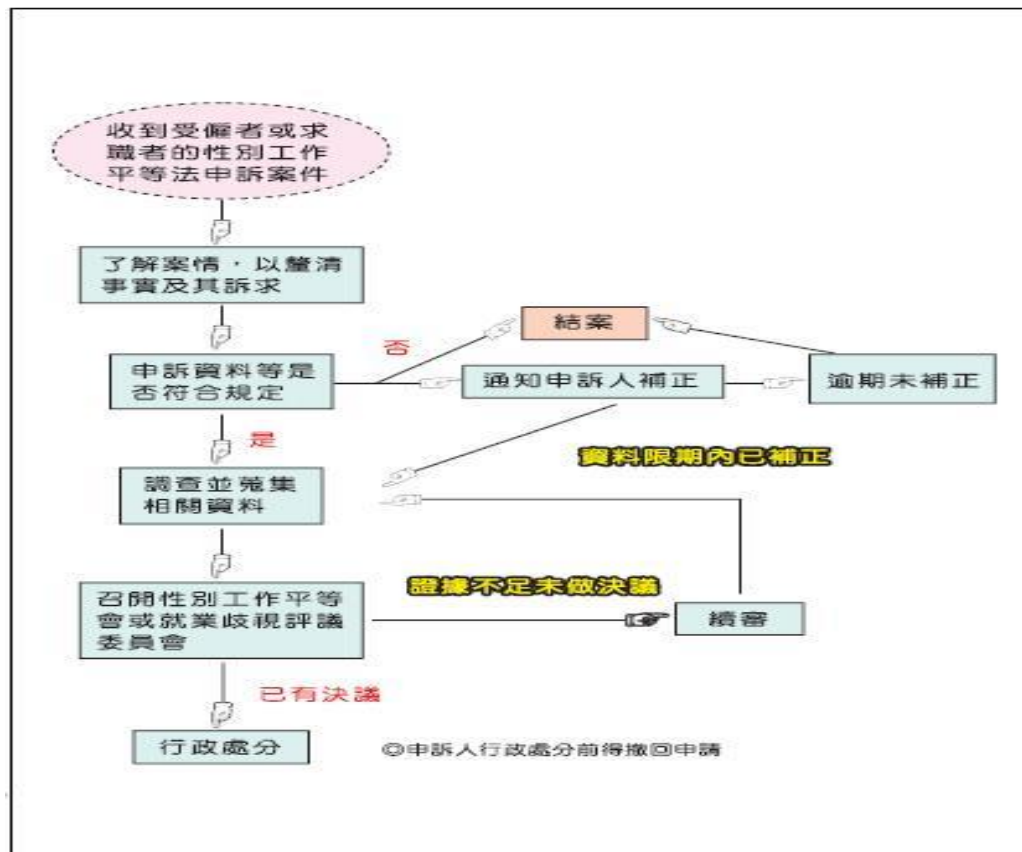 收到受僱者或求
職者的性別工作
平等法申訴案件
了解案情，以釐清
事實及其訴求
結案
否
申訴資料等是
否符合規定
通知申訴人補正
逾期未補正
是
資料限期內已補正
調查並蒐集
相關資料
證據不足未做決議
召開性別工作平等
會或就業歧視評議
委員會
續審
已有決議
行政處分
◎申訴人行政處分前得撤回申請